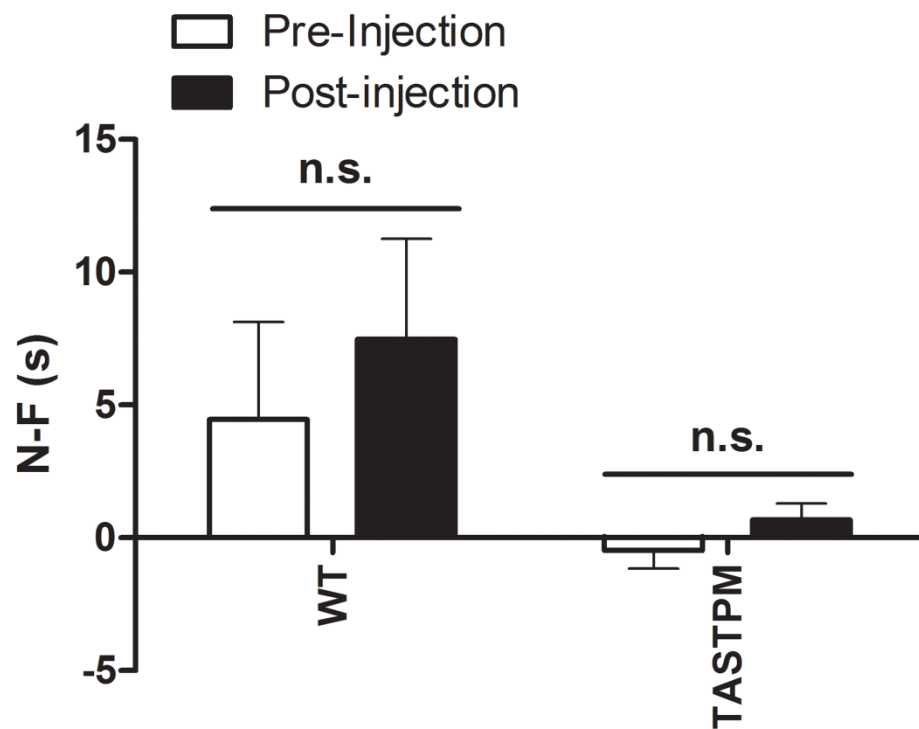 Pre-Injection
Post-injection
15
n.s.
10
N-F (s)
5
n.s.
0
WT
TASTPM
-5